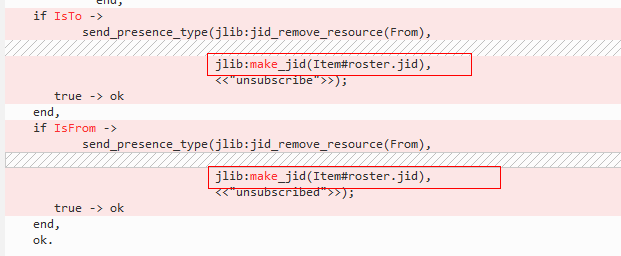 end,
if IsTo ->
send_presence_type(jlib:jid_remove_resource(From),
jlib:make_jid(Item#roster.jid),
<<"unsubscribe">>);
true -> ok
end,
if IsFrom ->
send_presence_type(jlib:jid_remove_resource(From),
jlib:make_jid(Item#roster.jid),
<<"unsubscribed">>);
true -> ok
end,
ok.